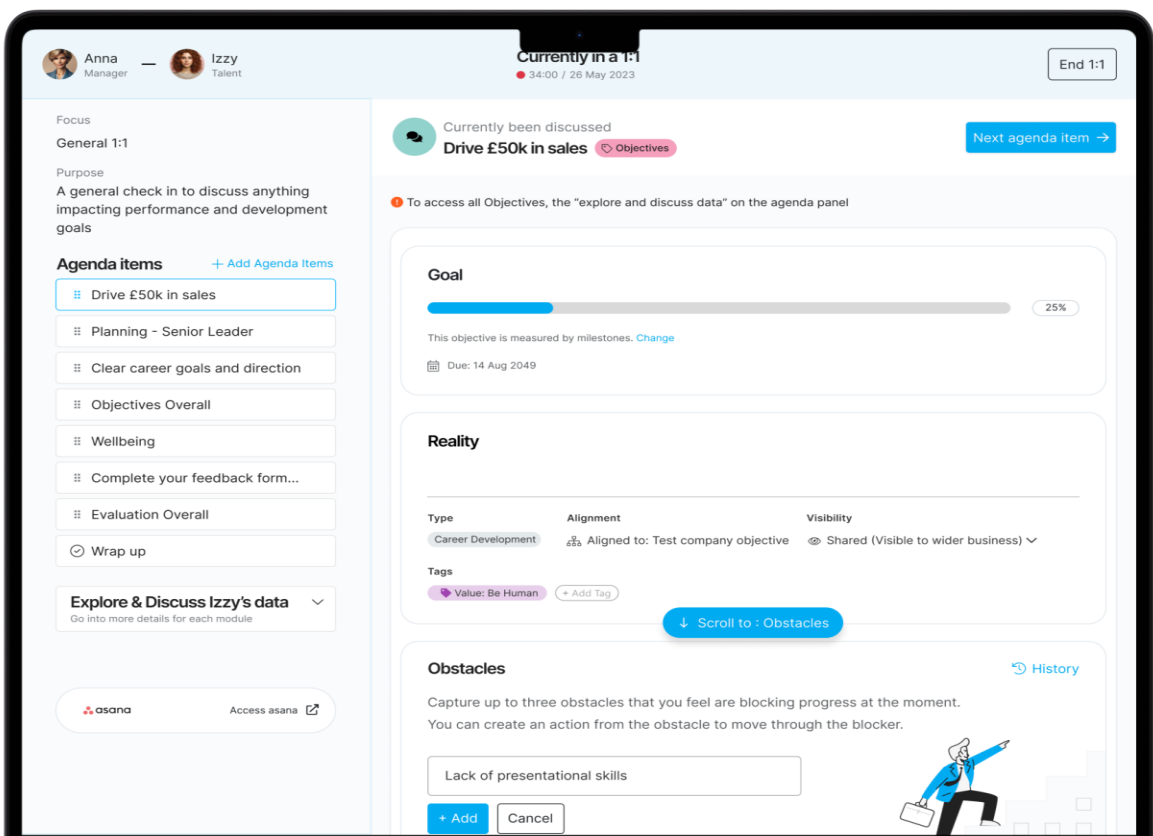 Anna
Manager
Izzy
Talent
Currently in a 1:1
34:00 / 26 May 2023
End 1:1
Focus
General 1:1
Purpose
A general check in to discuss anything
impacting performance and development
goals
Agenda items
+ Add Agenda Items
Drive £50k in sales
Planning - Senior Leader
Clear career goals and direction
Objectives Overall
Wellbeing
Complete your feedback form...
Evaluation Overall
Wrap up
Explore & Discuss Izzy's data
Go into more details for each module
asana
Access asana
Currently been discussed
Drive £50k in sales
Objectives
Next agenda item →
To access all Objectives, the "explore and discuss data" on the agenda panel
Goal
25%
This objective is measured by milestones. Change
Due: 14 Aug 2049
Reality
Type
Career Development
Alignment
Aligned to: Test company objective
Visibility
Shared (Visible to wider business)
Tags
Value: Be Human
+ Add Tag
↓ Scroll to : Obstacles
Obstacles
History
Capture up to three obstacles that you feel are blocking progress at the moment.
You can create an action from the obstacle to move through the blocker.
Lack of presentational skills
+ Add
Cancel